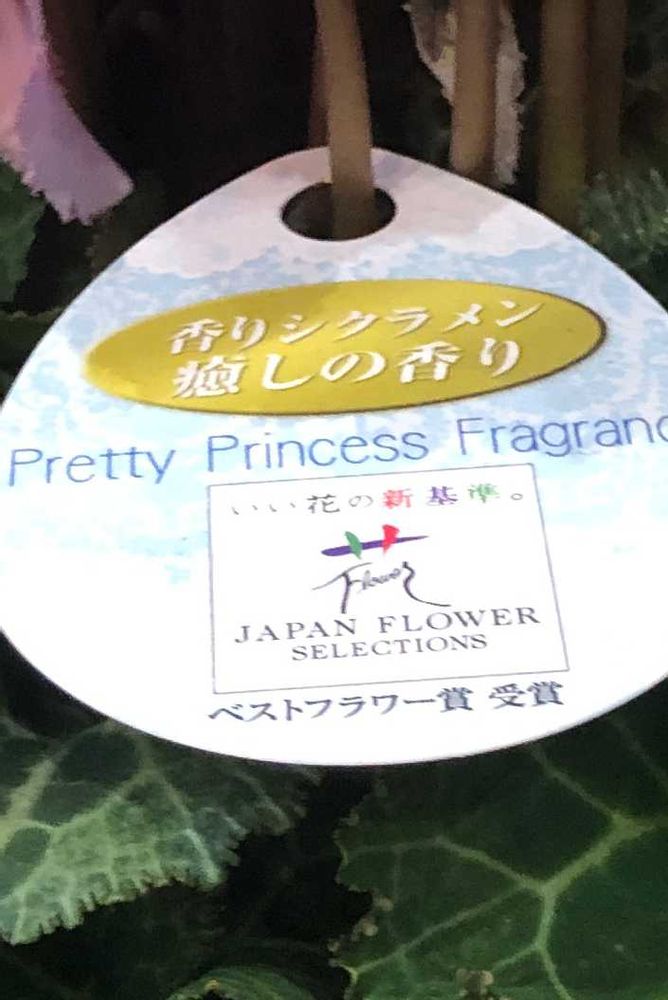 香りシクラメン
癒しの香り
Pretty Princess
いい花の新基準。
Flower
JAPAN FLOWER
SELECTIONS
ベストフラワー賞 受賞